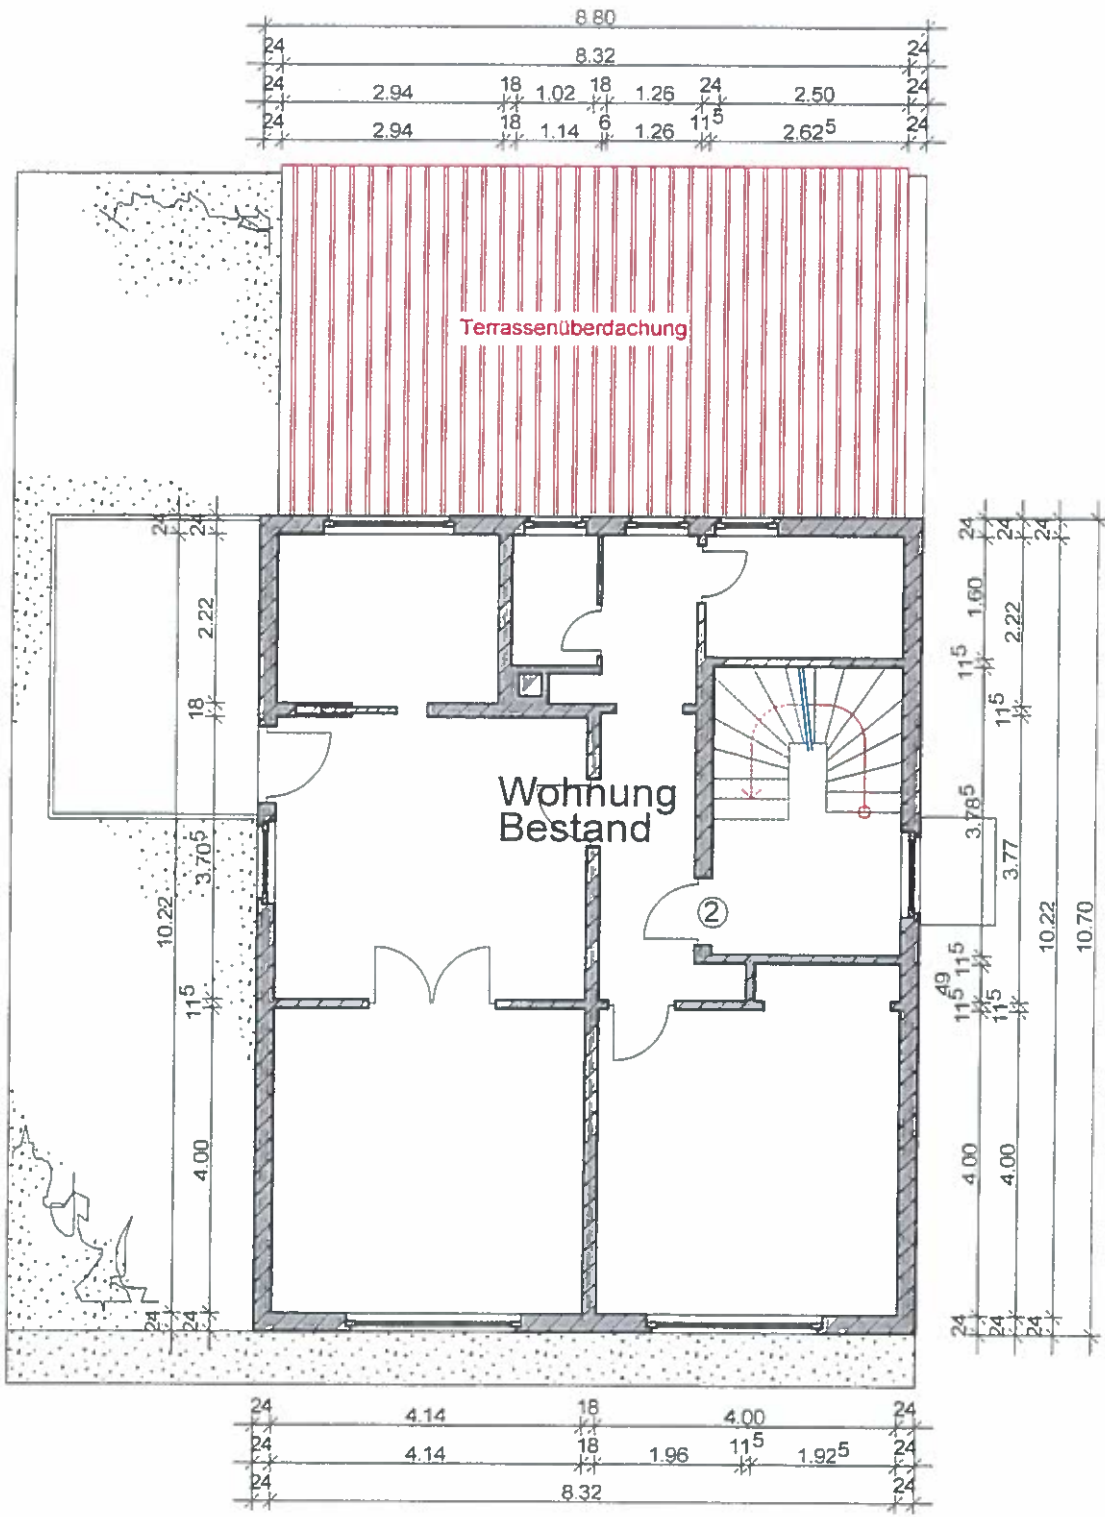 8.80
24 8.32 24
24 2.94 18 1.02 18 1.26 24 2.50 24
24 2.94 18 1.14 6 1.26 11⁵ 2.62⁵ 24
Terrassenüberdachung
24 24 24 24 24
2.22 1.60 2.22
18 11⁵ 11⁵
Wohnung
Bestand
3.70⁵ 3.78⁵ 3.77
10.22 2 10.22 10.70
11⁵ 11⁵ 49 11⁵ 11⁵
4.00 4.00 4.00
24 24 24 24 24
24 4.14 18 4.00 24
24 4.14 18 1.96 11⁵ 1.92⁵ 24
24 8.32 24